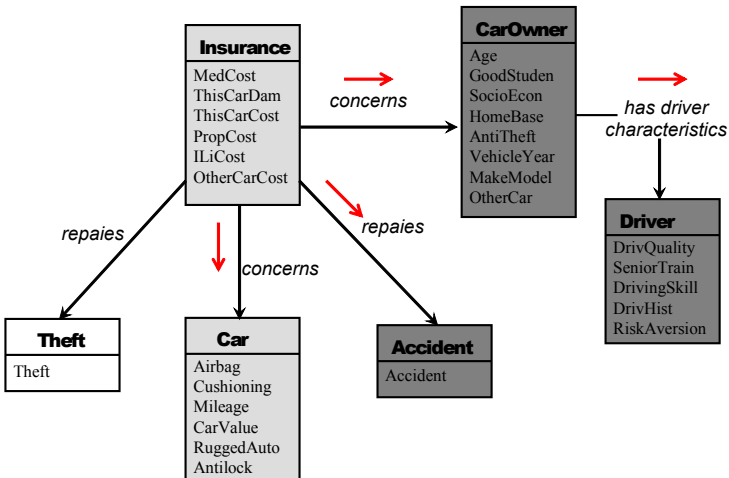 Insurance
MedCost
ThisCarDam
ThisCarCost
PropCost
ILiCost
OtherCarCost
concerns
CarOwner
Age
GoodStuden
SocioEcon
HomeBase
AntiTheft
VehicleYear
MakeModel
OtherCar
has driver
characteristics
Driver
DrivQuality
SeniorTrain
DrivingSkill
DrivHist
RiskAversion
repaies
concerns
repaies
Theft
Theft
Car
Airbag
Cushioning
Mileage
CarValue
RuggedAuto
Antilock
Accident
Accident